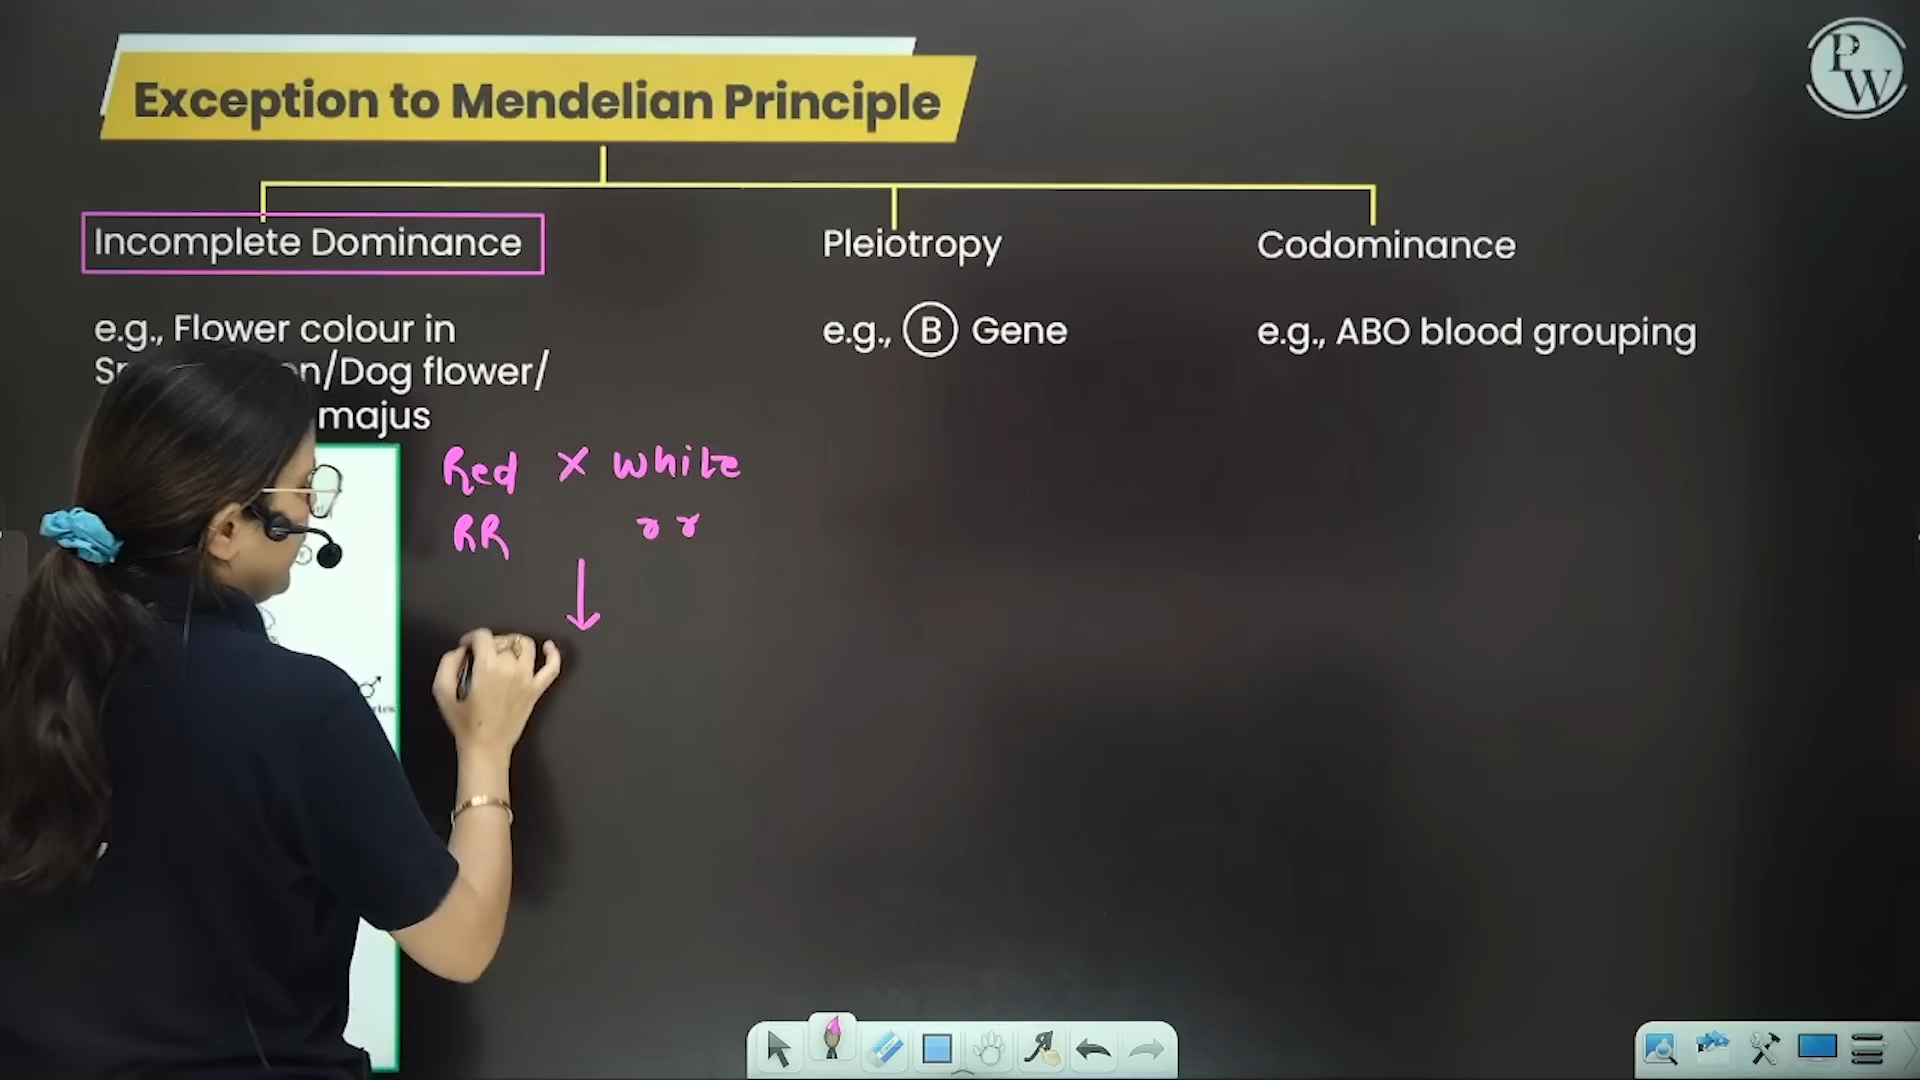 PW
Exception to Mendelian Principle
Incomplete Dominance
e.g., Flower colour in
/Dog flower/
majus
Red × White
RR rr
Pleiotropy
e.g., B Gene
Codominance
e.g., ABO blood grouping